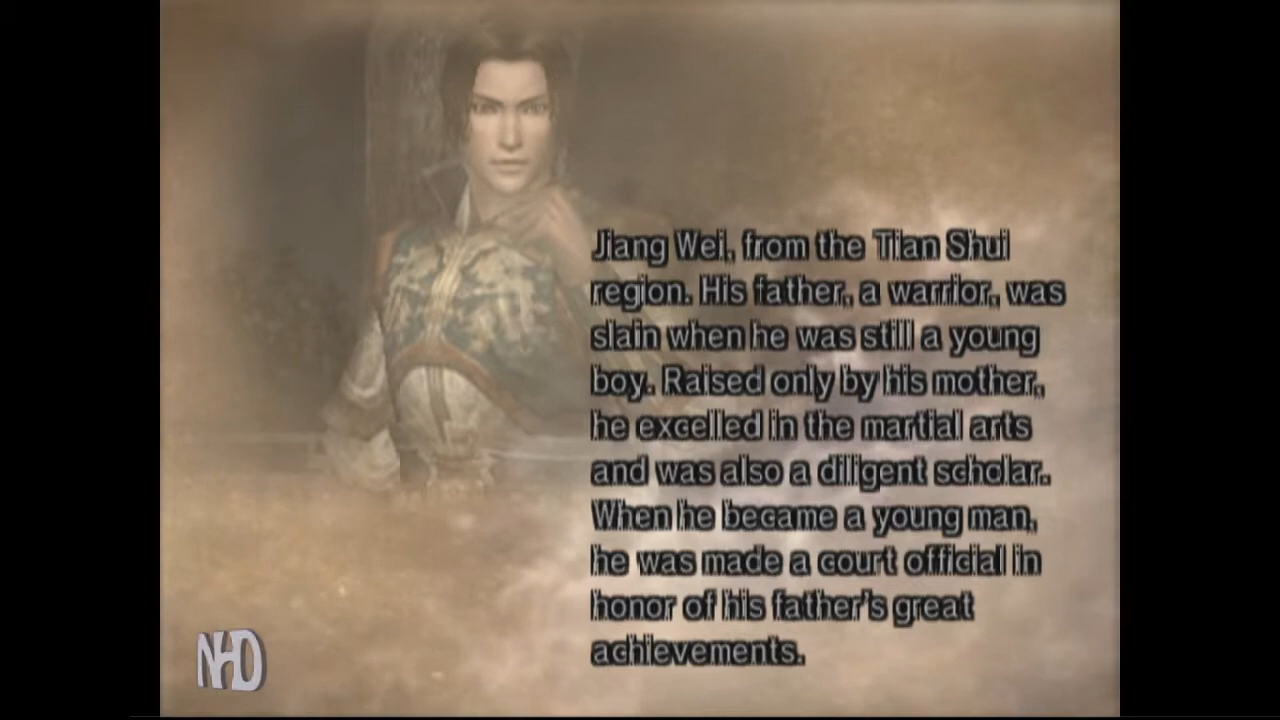 Jiang Wei, from the Tian Shui
region. His father, a warrior, was
slain when he was still a young
boy. Raised only by his mother,
he excelled in the martial arts
and was also a diligent scholar.
When he became a young man,
he was made a court official in
honor of his father's great
achievements.
NHD